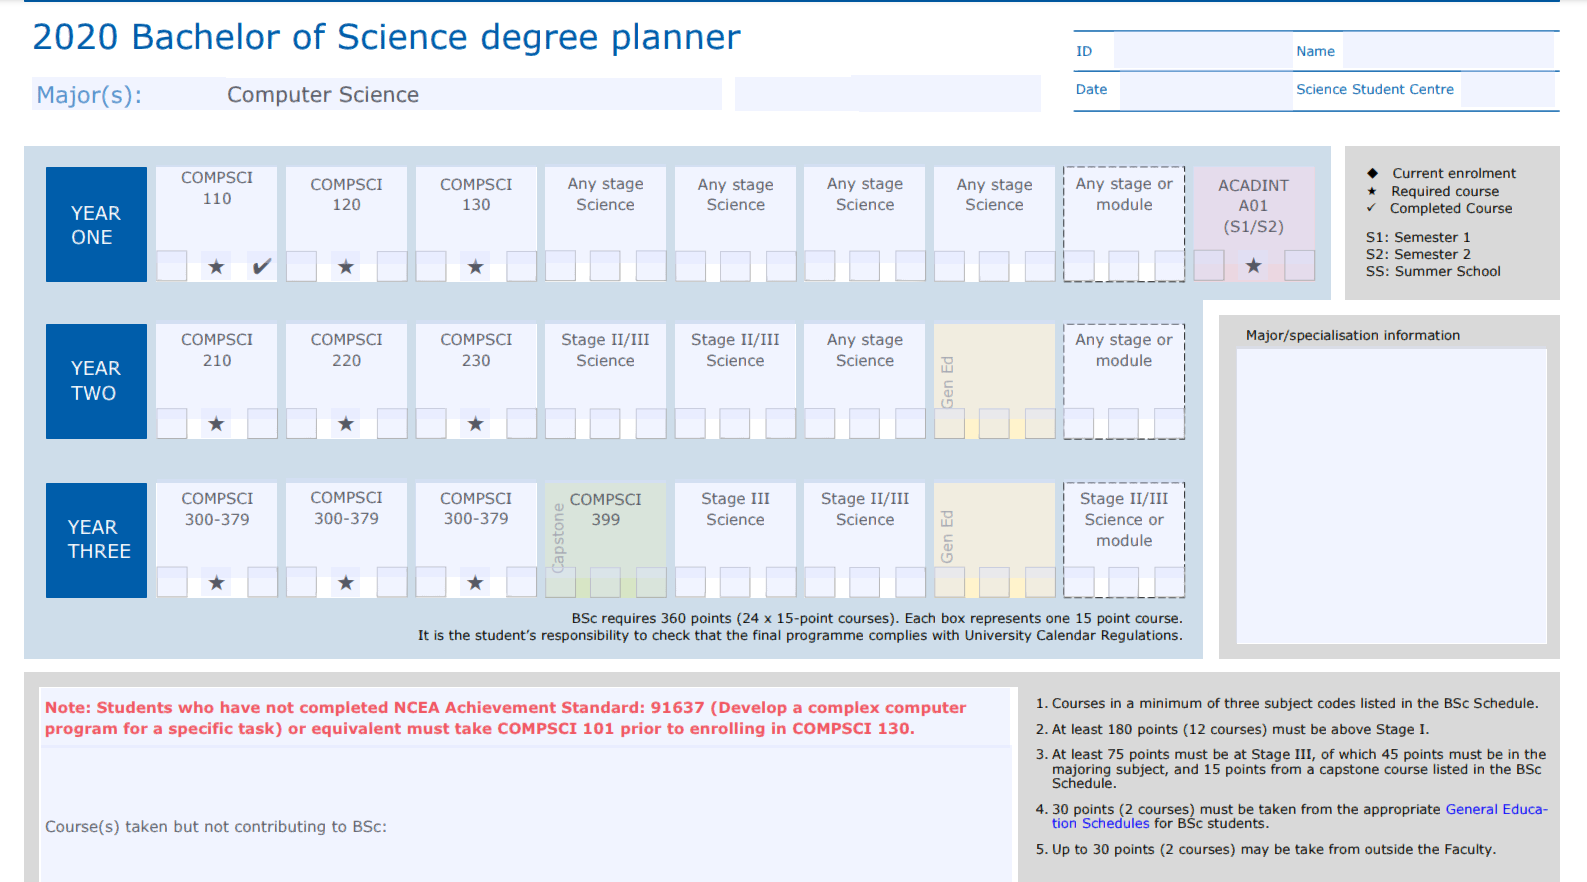 2020 Bachelor of Science degree planner
ID
Name
Major(s): Computer Science
Date
Science Student Centre
YEAR
ONE
COMPSCI
110
★ ✔
COMPSCI
120
★
COMPSCI
130
★
Any stage
Science
Any stage
Science
Any stage
Science
Any stage
Science
Any stage or
module
ACADINT
A01
(S1/S2)
★
◆ Current enrolment
★ Required course
✓ Completed Course
S1: Semester 1
S2: Semester 2
SS: Summer School
YEAR
TWO
COMPSCI
210
★
COMPSCI
220
★
COMPSCI
230
★
Stage II/III
Science
Stage II/III
Science
Any stage
Science
Gen Ed
Any stage or
module
Major/specialisation information
YEAR
THREE
COMPSCI
300-379
★
COMPSCI
300-379
★
COMPSCI
300-379
★
Capstone
COMPSCI
399
Stage III
Science
Stage II/III
Science
Gen Ed
Stage II/III
Science or
module
BSc requires 360 points (24 x 15-point courses). Each box represents one 15 point course.
It is the student's responsibility to check that the final programme complies with University Calendar Regulations.
Note: Students who have not completed NCEA Achievement Standard: 91637 (Develop a complex computer
program for a specific task) or equivalent must take COMPSCI 101 prior to enrolling in COMPSCI 130.
Course(s) taken but not contributing to BSc:
1. Courses in a minimum of three subject codes listed in the BSc Schedule.
2. At least 180 points (12 courses) must be above Stage I.
3. At least 75 points must be at Stage III, of which 45 points must be in the
majoring subject, and 15 points from a capstone course listed in the BSc
Schedule.
4. 30 points (2 courses) must be taken from the appropriate General Educa-
tion Schedules for BSc students.
5. Up to 30 points (2 courses) may be take from outside the Faculty.